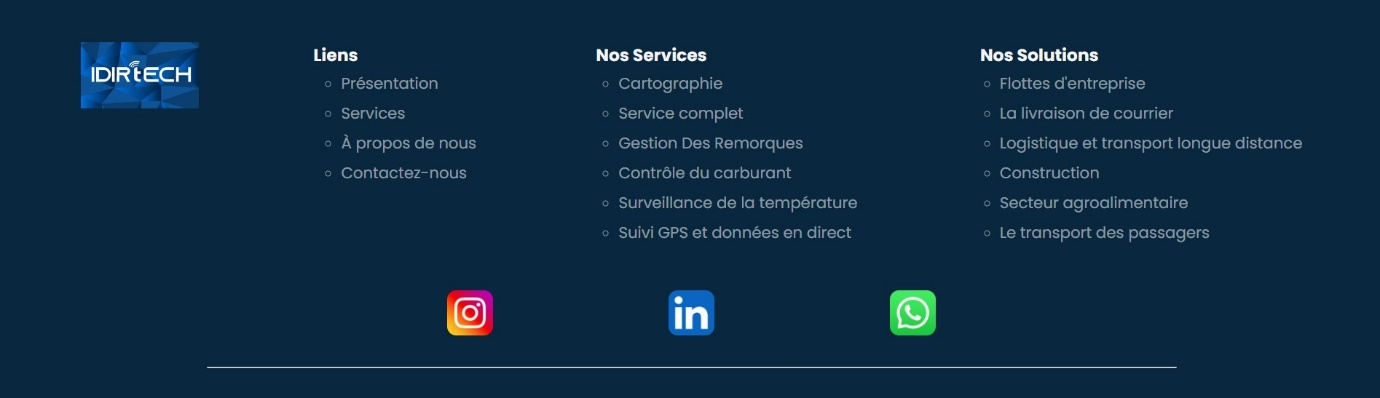 IDIRTECH
Liens
Présentation
Services
À propos de nous
Contactez-nous
Nos Services
Cartographie
Service complet
Gestion Des Remorques
Contrôle du carburant
Surveillance de la température
Suivi GPS et données en direct
Nos Solutions
Flottes d'entreprise
La livraison de courrier
Logistique et transport longue distance
Construction
Secteur agroalimentaire
Le transport des passagers
in